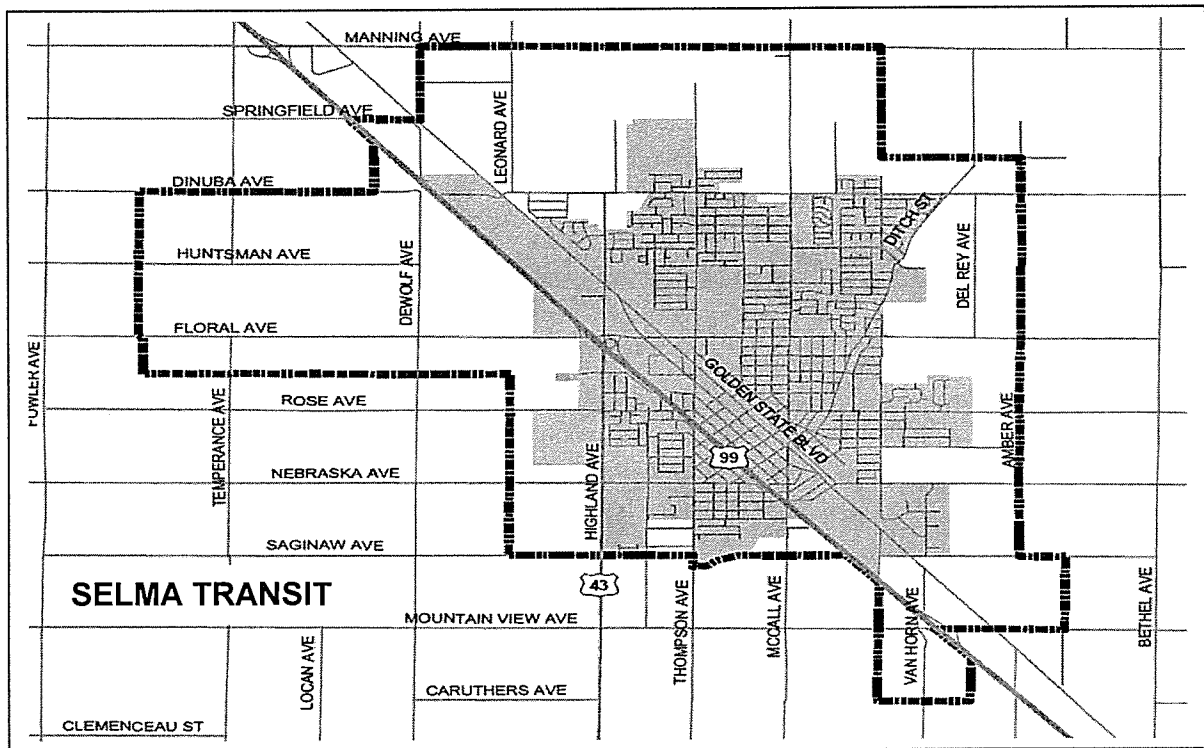 MANNING AVE
SPRINGFIELD AVE
LEONARD AVE
DINUBA AVE
DITCH ST
HUNTSMAN AVE
DEWOLF AVE
DEL REY AVE
FLORAL AVE
FOWLER AVE
GOLDEN STATE BLVD
ROSE AVE
TEMPERANCE AVE
AMBER AVE
99
NEBRASKA AVE
HIGHLAND AVE
SAGINAW AVE
SELMA TRANSIT
43
MOUNTAIN VIEW AVE
THOMPSON AVE
MCCALL AVE
VAN HORN AVE
BETHEL AVE
LOCAN AVE
CARUTHERS AVE
CLEMENCEAU ST